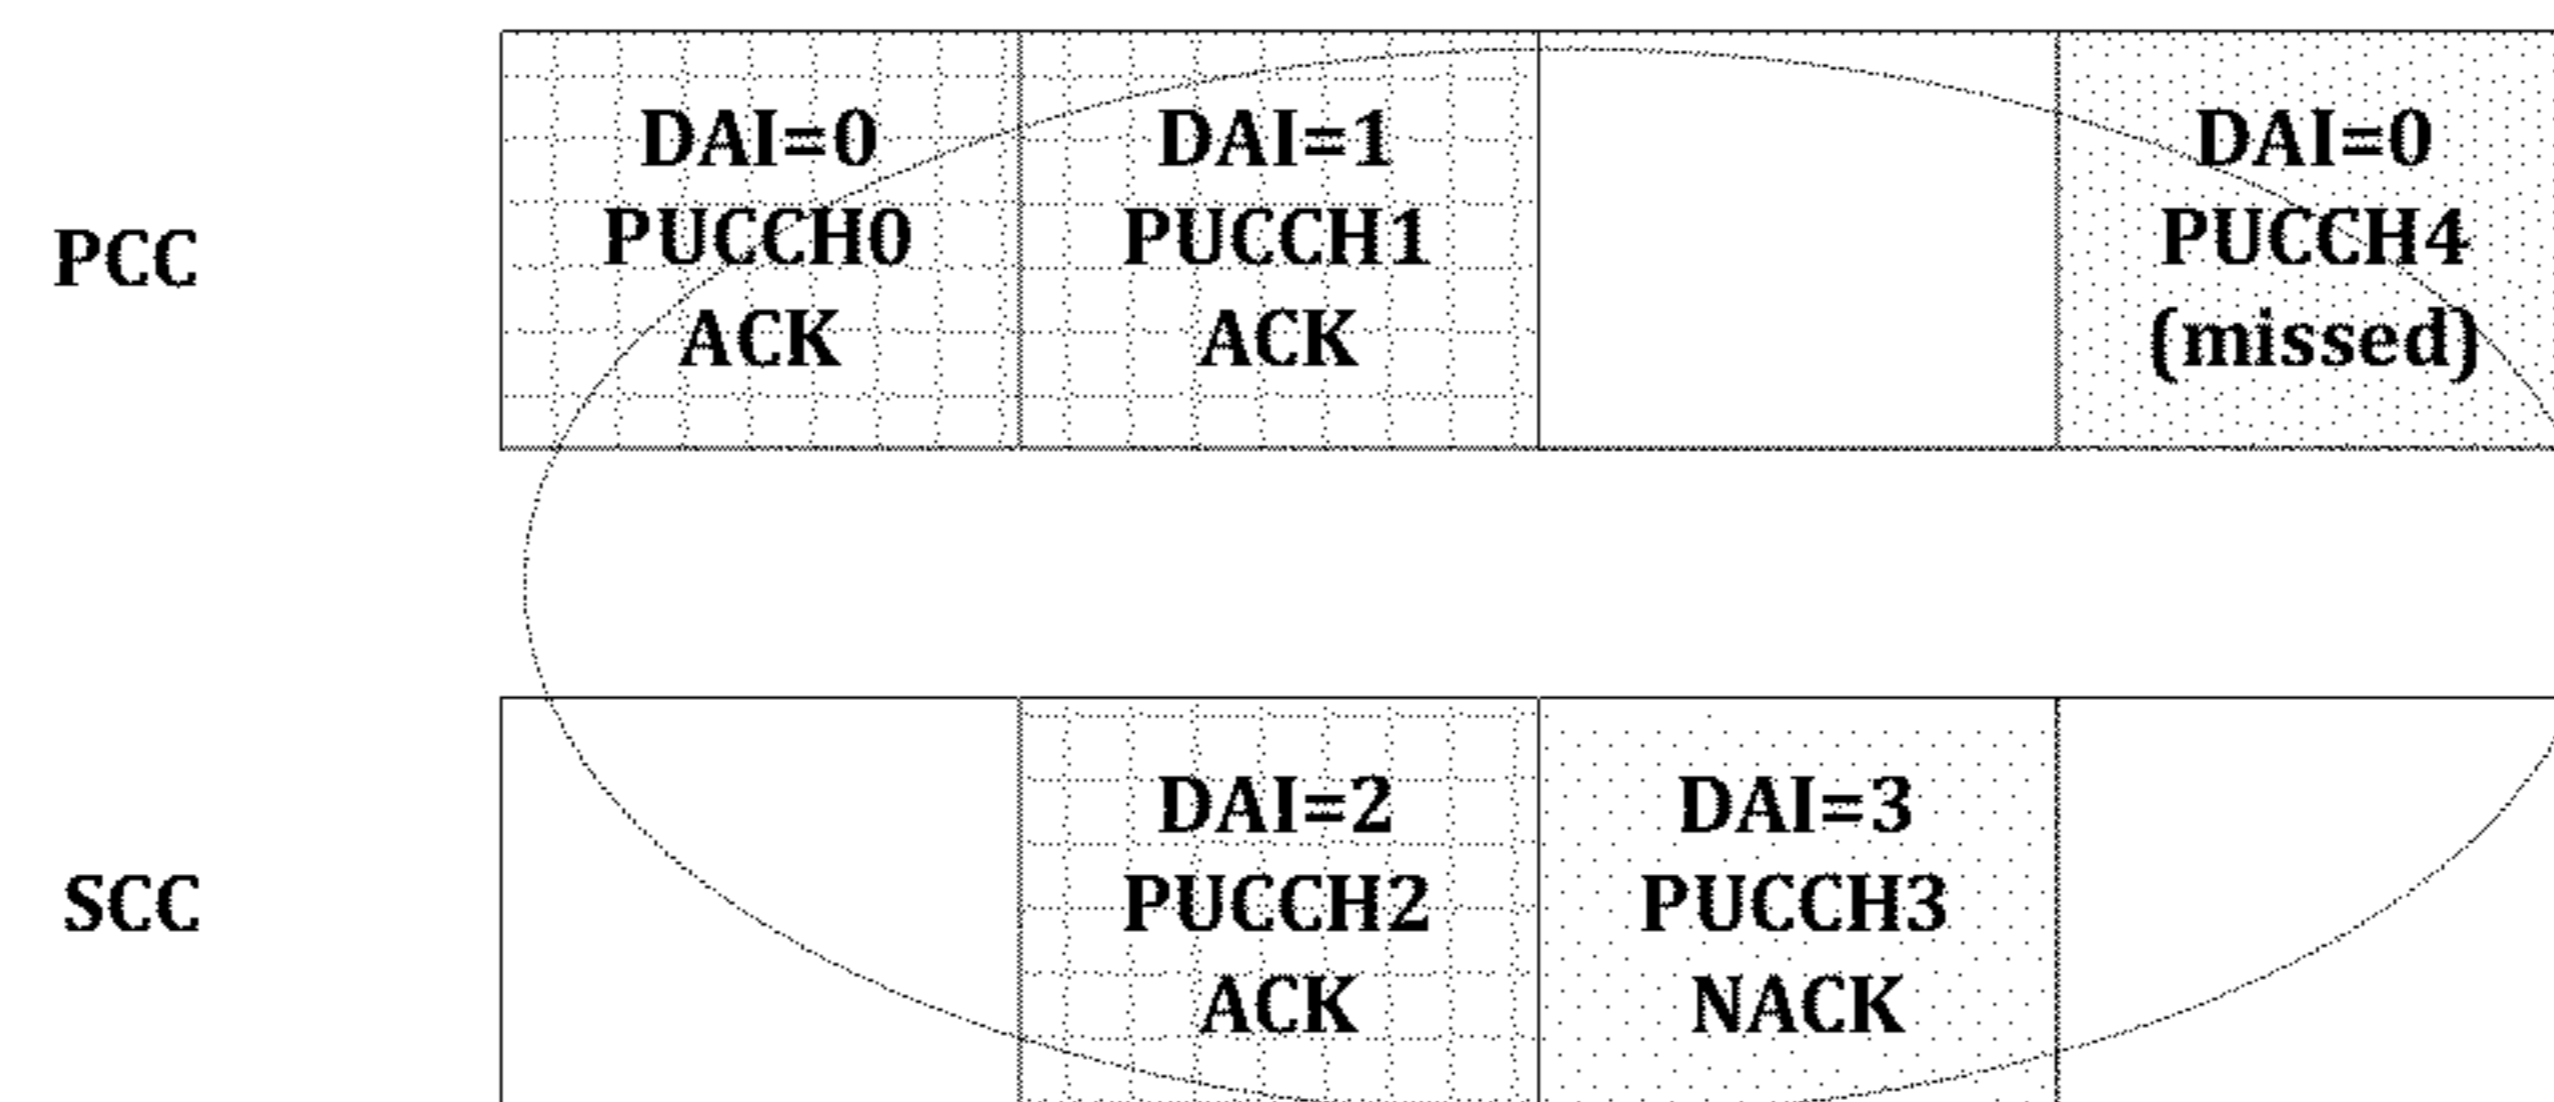 PCC
DAI=0
PUCCH0
ACK
DAI=1
PUCCH1
ACK
DAI=0
PUCCH4
(missed)
SCC
DAI=2
PUCCH2
ACK
DAI=3
PUCCH3
NACK